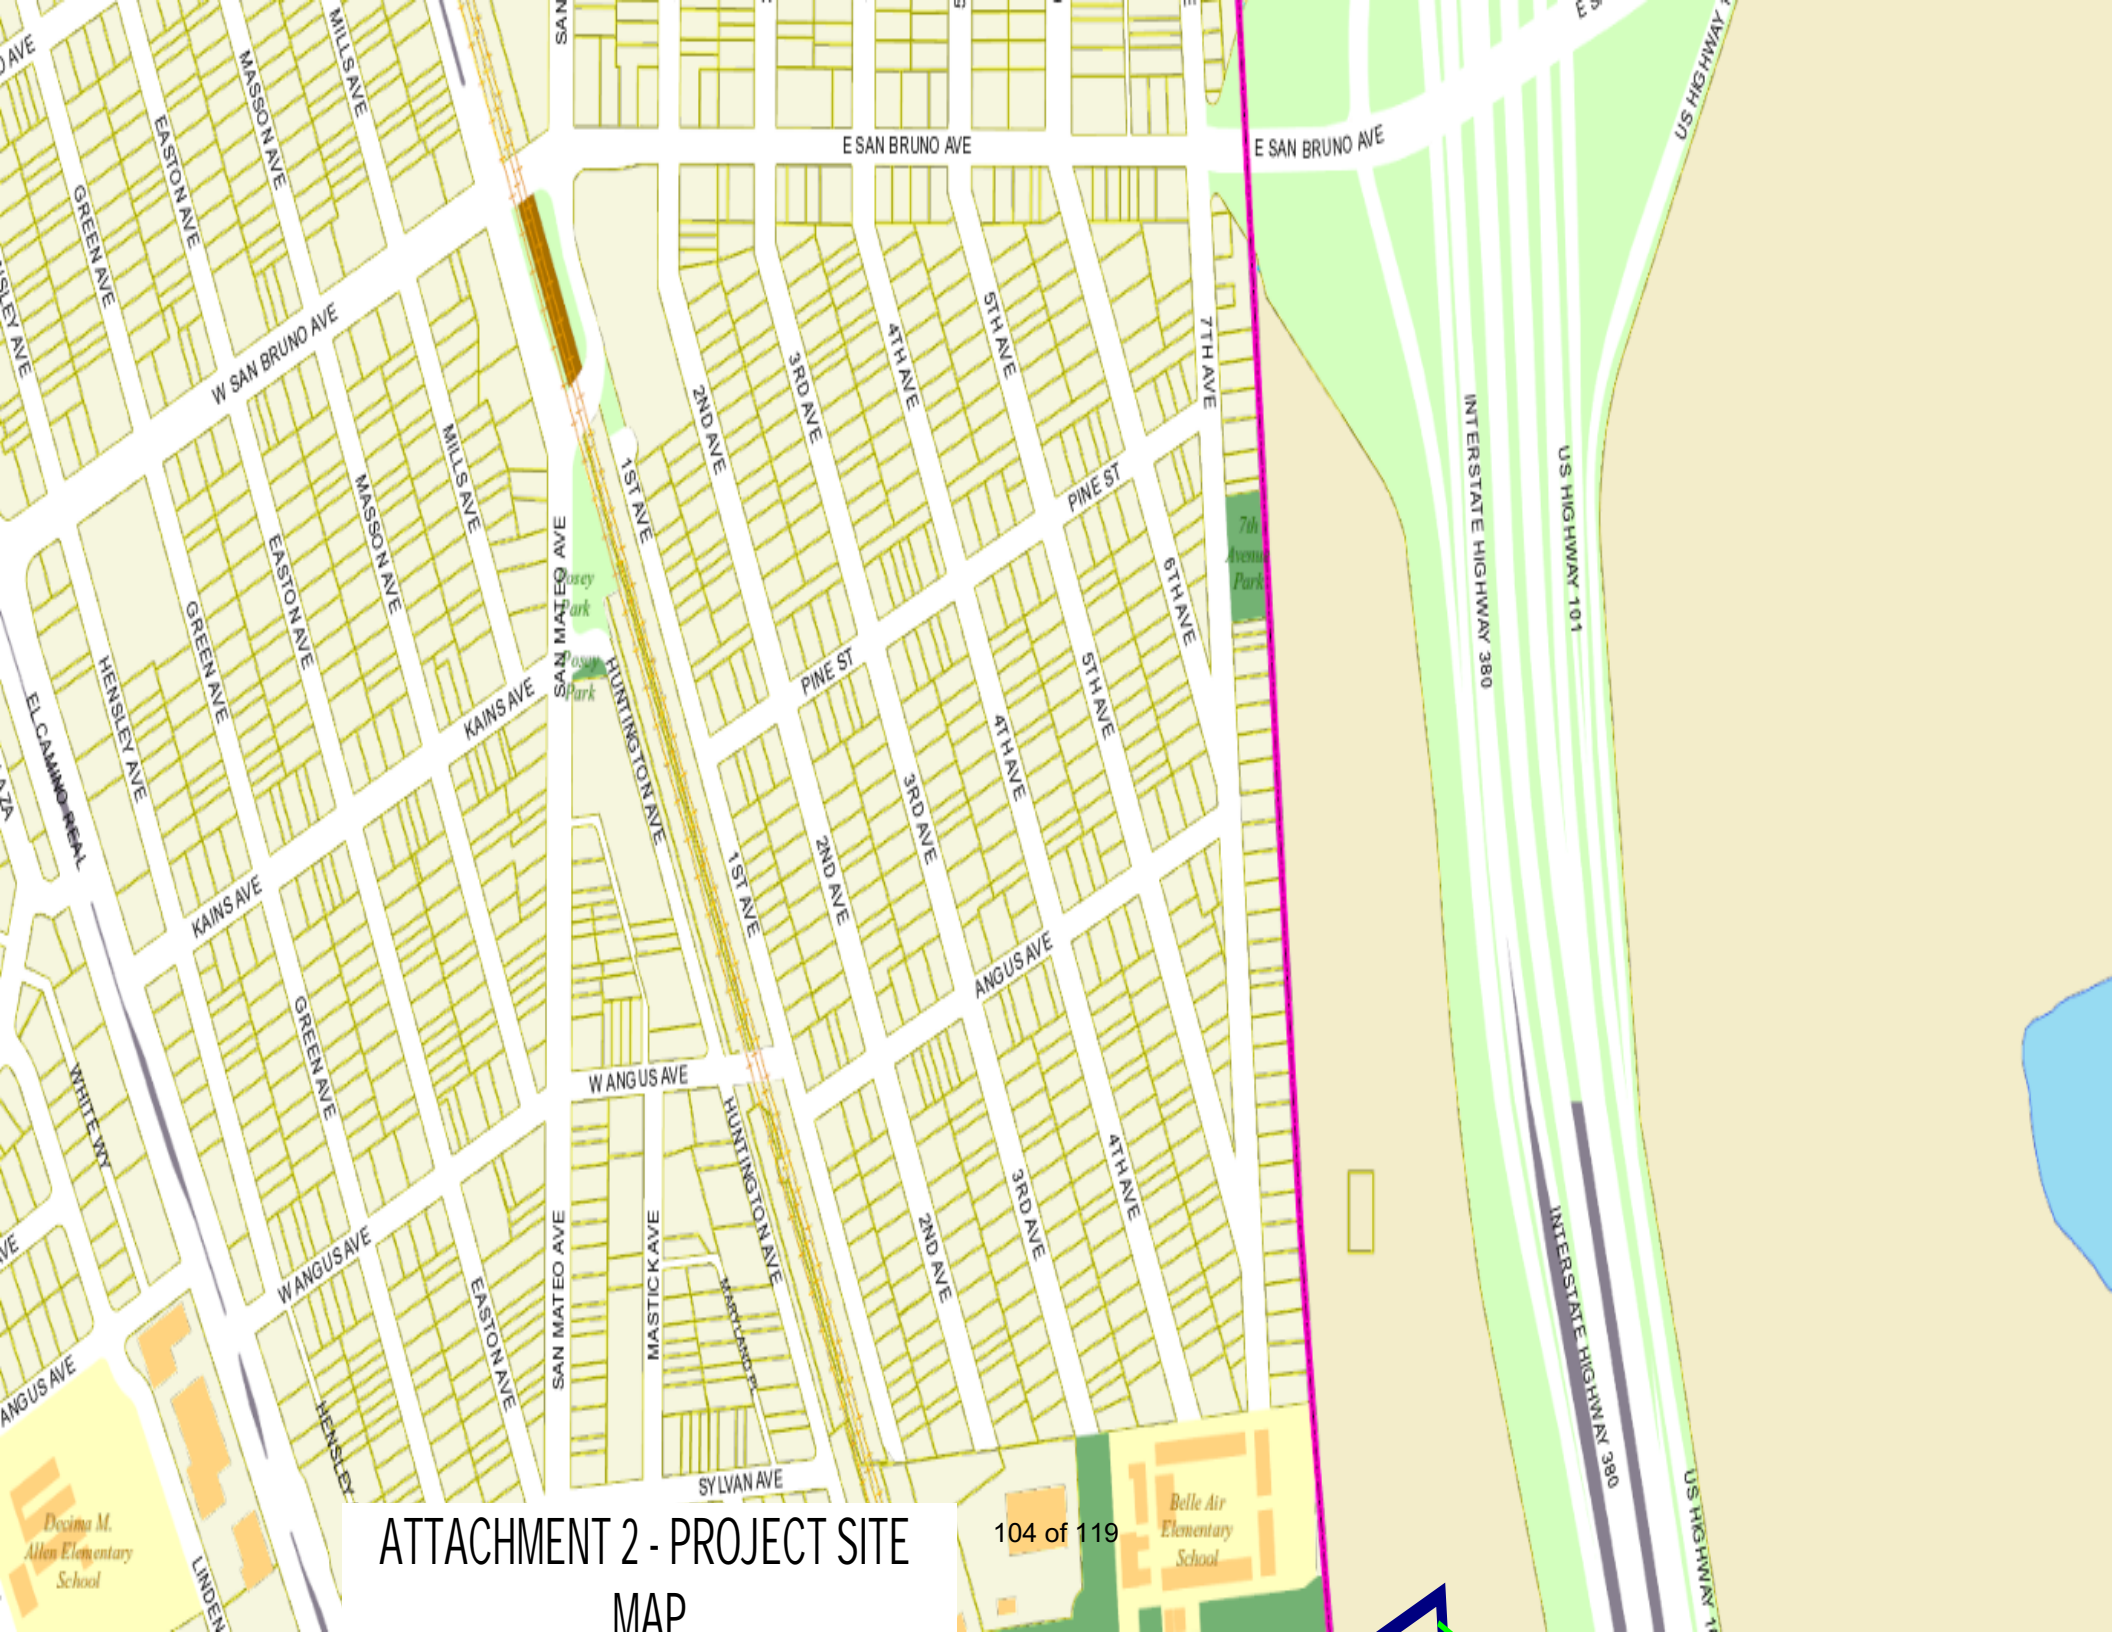 MILLS AVE
MASSON AVE
EASTON AVE
GREEN AVE
SAN
E SAN BRUNO AVE
E SAN BRUNO AVE
US HIGHWAY
W SAN BRUNO AVE
2ND AVE
3RD AVE
4TH AVE
5TH AVE
7TH AVE
INTERSTATE HIGHWAY 380
US HIGHWAY 101
MILLS AVE
MASSON AVE
EASTON AVE
GREEN AVE
HENSLEY AVE
EL CAMINO REAL
SAN MATEO AVE
1ST AVE
PINE ST
7th
Avenue
Park
6TH AVE
Posey
Park
Posey
Park
PINE ST
KAINS AVE
HUNTINGTON AVE
5TH AVE
4TH AVE
3RD AVE
2ND AVE
1ST AVE
KAINS AVE
ANGUS AVE
GREEN AVE
WHITE WY
W ANGUS AVE
HUNTINGTON AVE
4TH AVE
3RD AVE
2ND AVE
W ANGUS AVE
SAN MATEO AVE
MASTICK AVE
MARYLAND PL
EASTON AVE
INTERSTATE HIGHWAY 380
ANGUS AVE
HENSLEY
SYLVAN AVE
US HIGHWAY
Decima M.
Allen Elementary
School
LINDEN
Belle Air
Elementary
School
104 of 119
ATTACHMENT 2 - PROJECT SITE
MAP